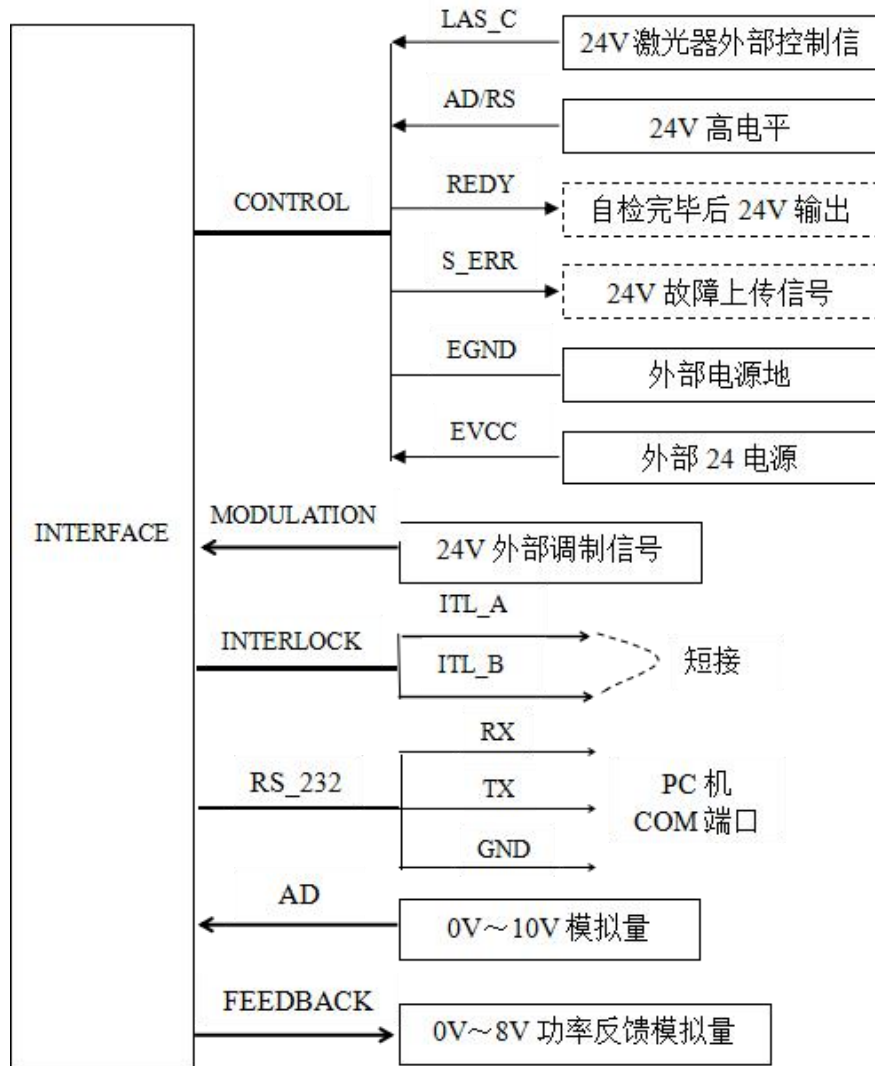 LAS_C
24V 激光器外部控制信
AD/RS
24V 高电平
REDY
CONTROL
自检完毕后 24V 输出
S_ERR
24V 故障上传信号
EGND
外部电源地
EVCC
外部 24 电源
INTERFACE
MODULATION
24V 外部调制信号
ITL_A
INTERLOCK
ITL_B
短接
RX
RS_232
TX
PC 机
COM 端口
GND
AD
0V～10V 模拟量
FEEDBACK
0V～8V 功率反馈模拟量